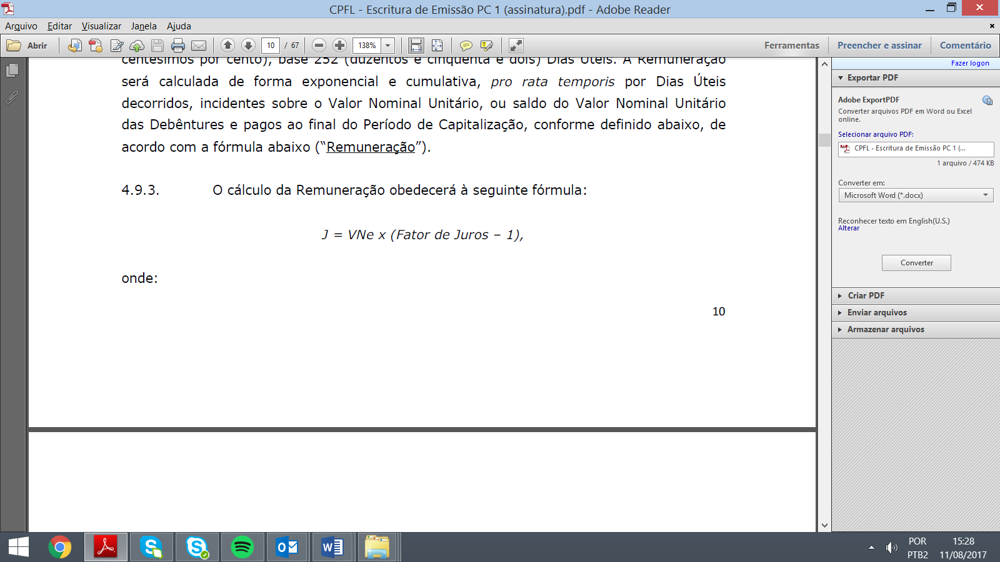 CPFL - Escritura de Emissão PC 1 (assinatura).pdf - Adobe Reader
Arquivo Editar Visualizar Janela Ajuda
Abrir 10 / 67 138% Ferramentas Preencher e assinar Comentário
centésimos por cento), base 252 (duzentos e cinquenta e dois) Dias Úteis. A Remuneração
será calculada de forma exponencial e cumulativa, pro rata temporis por Dias Úteis
decorridos, incidentes sobre o Valor Nominal Unitário, ou saldo do Valor Nominal Unitário
das Debêntures e pagos ao final do Período de Capitalização, conforme definido abaixo, de
acordo com a fórmula abaixo (“Remuneração”).
4.9.3. O cálculo da Remuneração obedecerá à seguinte fórmula:
J = VNe x (Fator de Juros – 1),
onde:
10
Fazer logon
Exportar PDF
Adobe ExportPDF
Converter arquivos PDF em Word ou Excel
online.
Selecionar arquivo PDF:
CPFL - Escritura de Emissão PC 1 (...
1 arquivo / 474 KB
Converter em:
Microsoft Word (*.docx)
Reconhecer texto em English(U.S.)
Alterar
Converter
Criar PDF
Enviar arquivos
Armazenar arquivos
POR 15:28
PTB2 11/08/2017